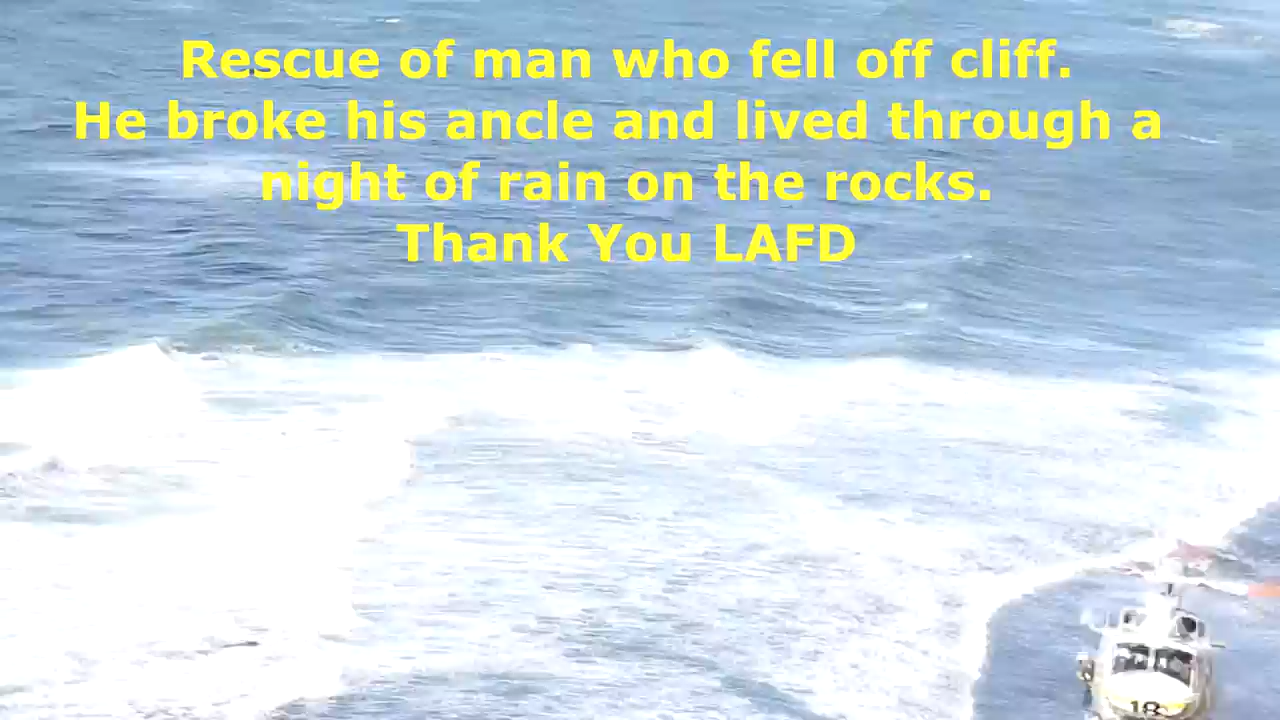 Rescue of man who fell off cliff.
He broke his ancle and lived through a
night of rain on the rocks.
Thank You LAFD
18